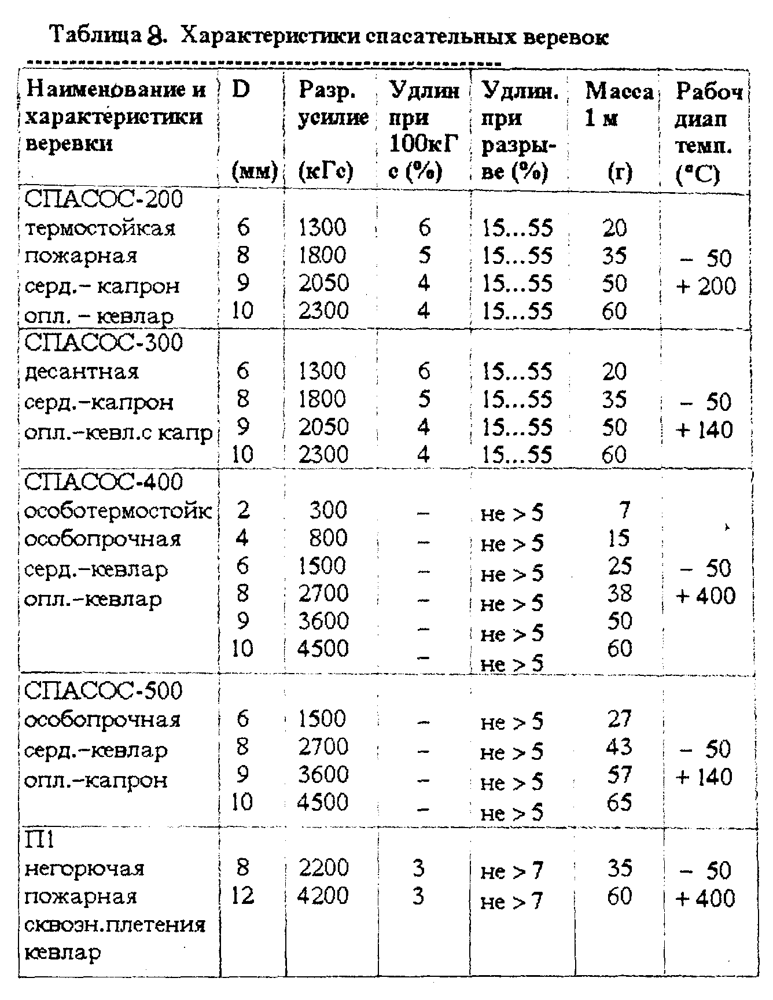 Таблица 8. Характеристики спасательных веревок
Наименование и D Разр. Удлин Удлин. Масса Рабоч
характеристики усилие при при 1 м диап
веревки 100кГ разры- темп.
(мм) (кГс) с (%) ве (%) (г) (°С)
СПАСОС-200
термостойкая 6 1300 6 15...55 20
пожарная 8 1800 5 15...55 35 - 50
серд.- капрон 9 2050 4 15...55 50 + 200
опл. - кевлар 10 2300 4 15...55 60
СПАСОС-300
десантная 6 1300 6 15...55 20
серд.-капрон 8 1800 5 15...55 35 - 50
опл.-кевл.с капр 9 2050 4 15...55 50 + 140
10 2300 4 15...55 60
СПАСОС-400
особотермостойк 2 300 - не > 5 7
особопрочная 4 800 - не > 5 15
серд.-кевлар 6 1500 - не > 5 25 - 50
опл.-кевлар 8 2700 - не > 5 38 + 400
9 3600 - не > 5 50
10 4500 - не > 5 60
СПАСОС-500
особопрочная 6 1500 - не > 5 27
серд.-кевлар 8 2700 - не > 5 43 - 50
опл.-капрон 9 3600 - не > 5 57 + 140
10 4500 - не > 5 65
П1
негорючая 8 2200 3 не > 7 35 - 50
пожарная 12 4200 3 не > 7 60 + 400
сквозн.плетения
кевлар